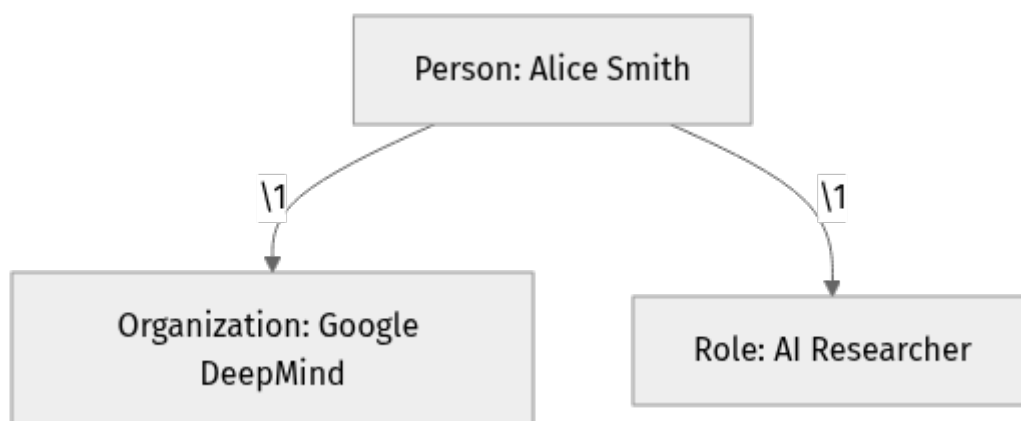 Person: Alice Smith
\1
\1
Organization: Google
DeepMind
Role: AI Researcher